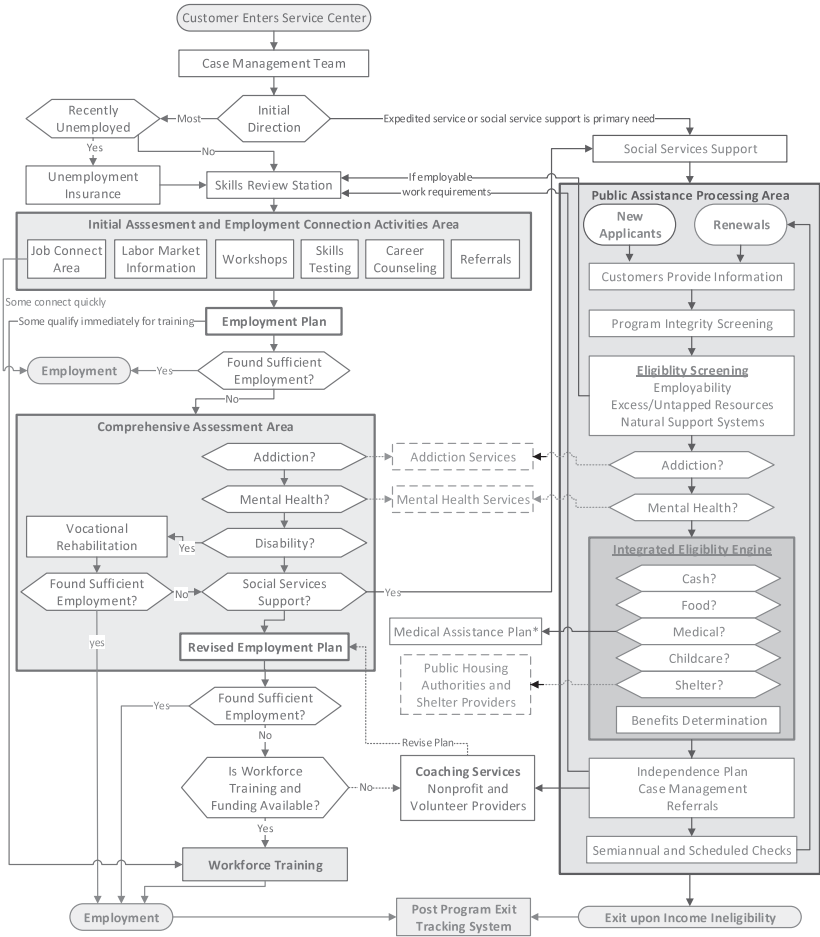 Customer Enters Service Center
Case Management Team
Initial
Direction
Most
Recently
Unemployed
Yes
No
Unemployment
Insurance
Expedited service or social service support is primary need
Social Services Support
Skills Review Station
If employable
work requirements
Initial Asssesment and Employment Connection Activities Area
Job Connect
Area
Labor Market
Information
Workshops
Skills
Testing
Career
Counseling
Referrals
Some connect quickly
Some qualify immediately for training
Employment Plan
Found Sufficient
Employment?
Yes
Employment
No
Comprehensive Assessment Area
Addiction?
Mental Health?
Disability?
Yes
Vocational
Rehabilitation
Found Sufficient
Employment?
No
yes
Social Services
Support?
Yes
Revised Employment Plan
Found Sufficient
Employment?
Yes
No
Is Workforce
Training and
Funding Available?
No
Yes
Workforce Training
Employment
Addiction Services
Mental Health Services
Medical Assistance Plan*
Public Housing
Authorities and
Shelter Providers
Revise Plan
Coaching Services
Nonprofit and
Volunteer Providers
Post Program Exit
Tracking System
Public Assistance Processing Area
New
Applicants
Renewals
Customers Provide Information
Program Integrity Screening
Eligiblity Screening
Employability
Excess/Untapped Resources
Natural Support Systems
Addiction?
Mental Health?
Integrated Eligiblity Engine
Cash?
Food?
Medical?
Childcare?
Shelter?
Benefits Determination
Independence Plan
Case Management
Referrals
Semiannual and Scheduled Checks
Exit upon Income Ineligibility